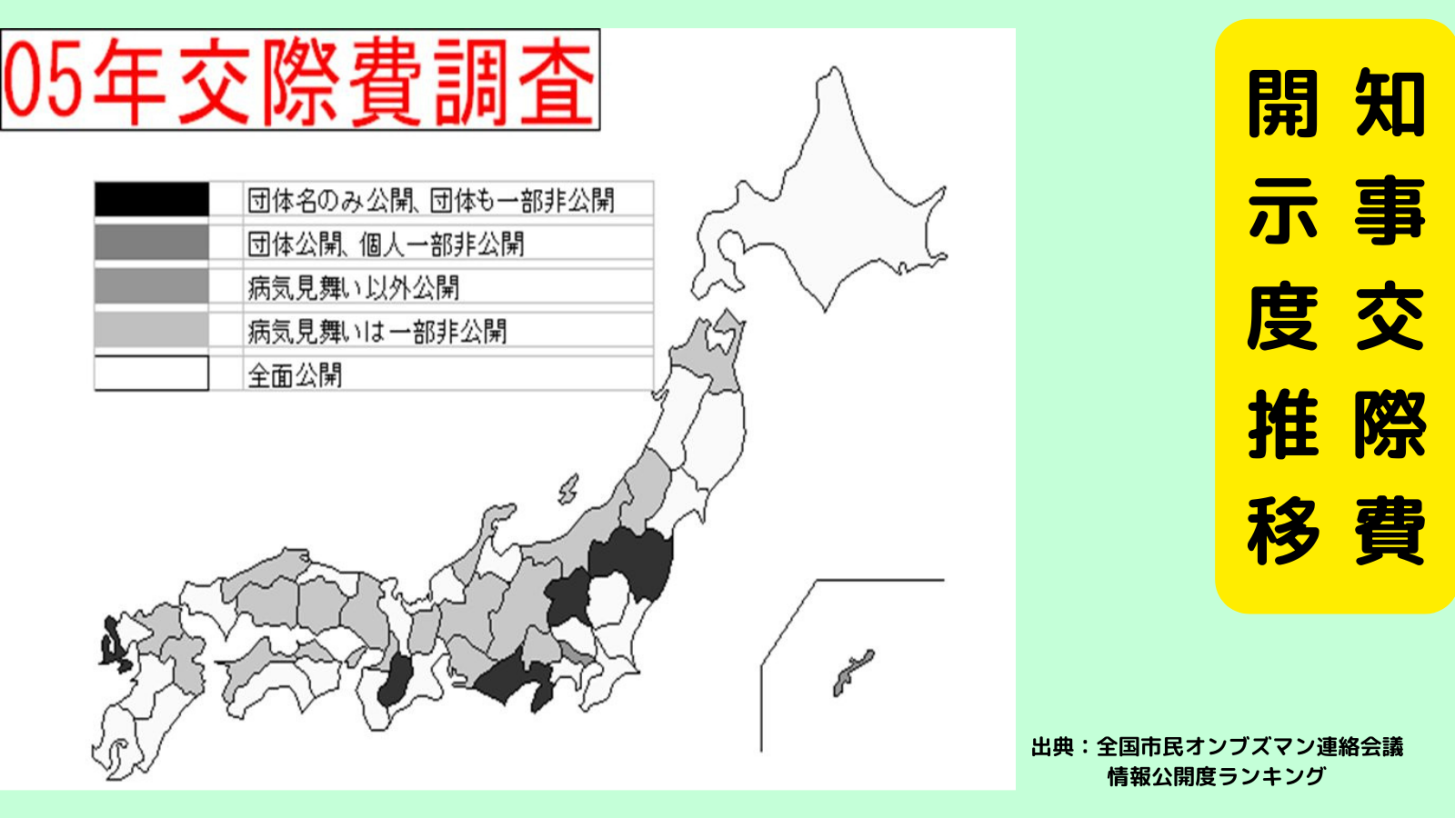 05年交際費調査
団体名のみ公開、団体も一部非公開
団体公開、個人一部非公開
病気見舞い以外公開
病気見舞いは一部非公開
全面公開
知事交際費
開示度推移
出典：全国市民オンブズマン連絡会議
情報公開度ランキング